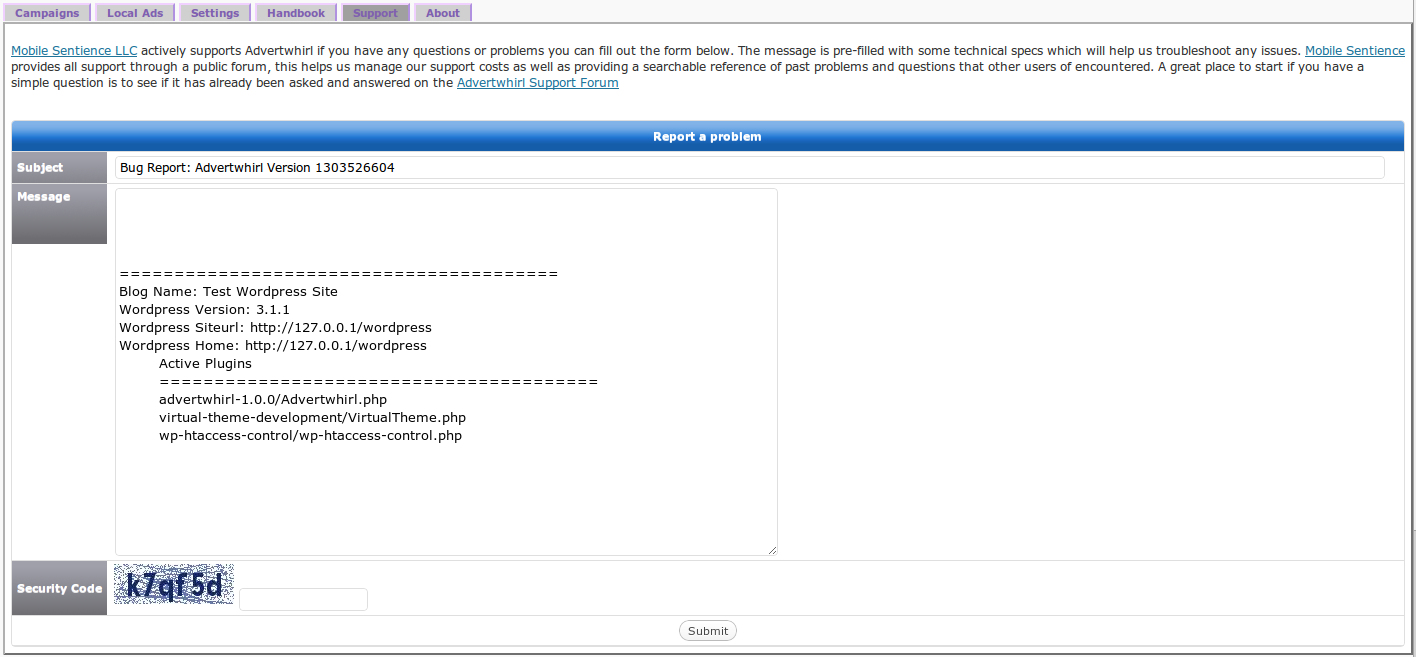 Campaigns Local Ads Settings Handbook Support About
Mobile Sentience LLC actively supports Advertwhirl if you have any questions or problems you can fill out the form below. The message is pre-filled with some technical specs which will help us troubleshoot any issues. Mobile Sentience
provides all support through a public forum, this helps us manage our support costs as well as providing a searchable reference of past problems and questions that other users of encountered. A great place to start if you have a
simple question is to see if it has already been asked and answered on the Advertwhirl Support Forum
Report a problem
Subject Bug Report: Advertwhirl Version 1303526604
Message
========================================
Blog Name: Test Wordpress Site
Wordpress Version: 3.1.1
Wordpress Siteurl: http://127.0.0.1/wordpress
Wordpress Home: http://127.0.0.1/wordpress
Active Plugins
========================================
advertwhirl-1.0.0/Advertwhirl.php
virtual-theme-development/VirtualTheme.php
wp-htaccess-control/wp-htaccess-control.php
Security Code k7qf5d
Submit